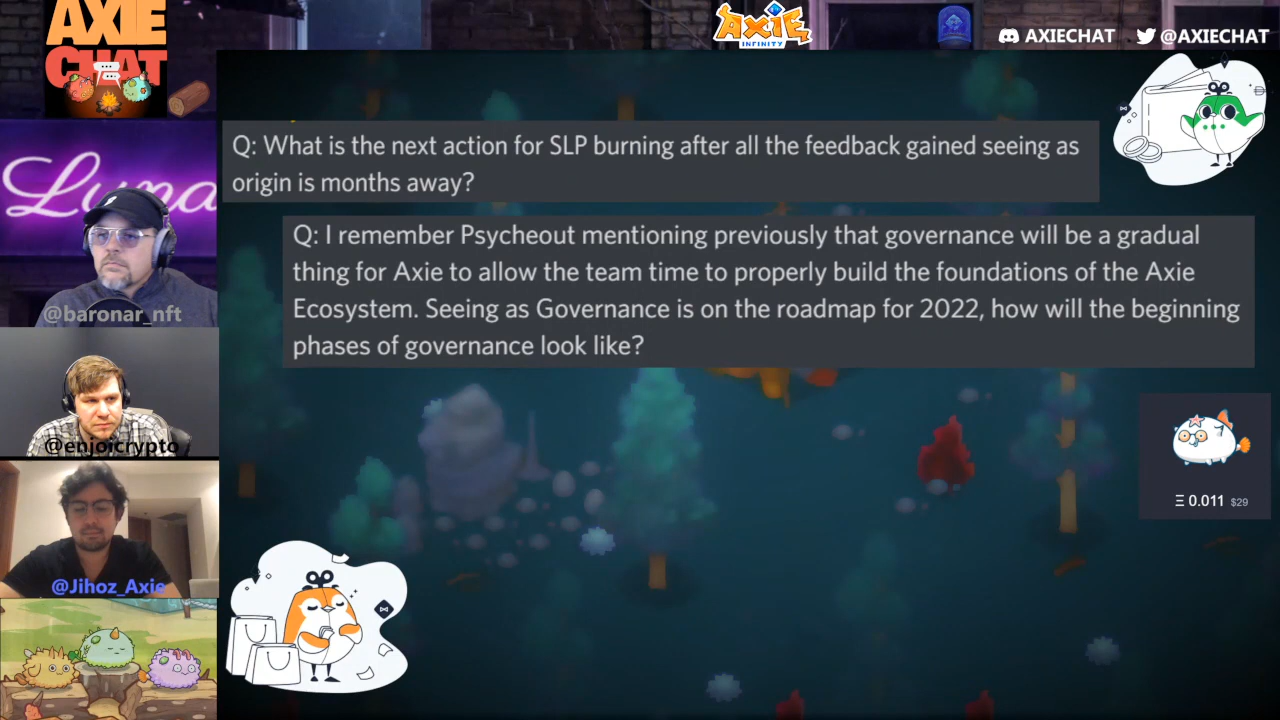 AXIE
CHAT
AXIE
INFINITY
AXIECHAT
@AXIECHAT
Luna
@baronar_nft
@enjoicrypto
@Jihoz_Axie
Q: What is the next action for SLP burning after all the feedback gained seeing as
origin is months away?
Q: I remember Psycheout mentioning previously that governance will be a gradual
thing for Axie to allow the team time to properly build the foundations of the Axie
Ecosystem. Seeing as Governance is on the roadmap for 2022, how will the beginning
phases of governance look like?
Ξ 0.011 $29